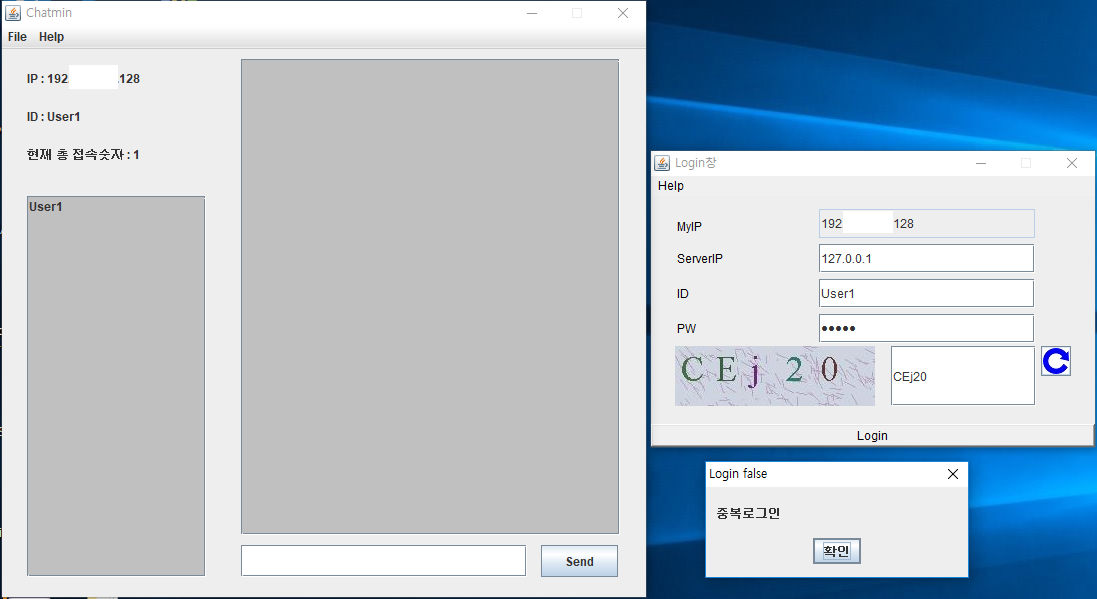 Chatmin
File Help
IP : 192 .128
ID : User1
현재 총 접속숫자 : 1
User1
Send
Login창
Help
MyIP 192 128
ServerIP 127.0.0.1
ID User1
PW •••••
CEj20 CEj20
Login
Login false
중복로그인
확인